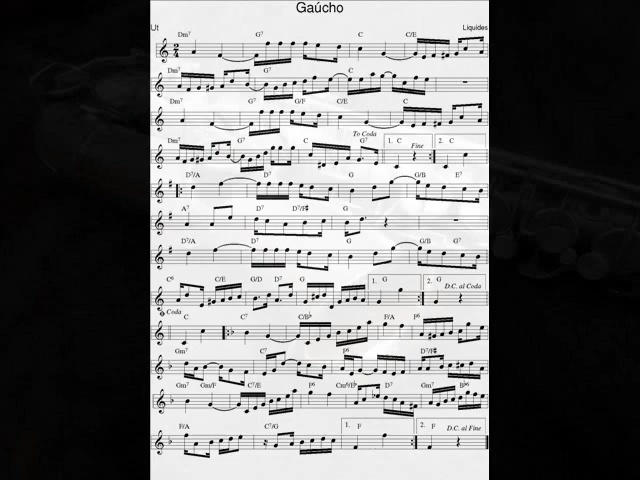 Gaúcho
Ut Liquides
Dm7 G7 C C/E
Dm7 G7 C
Dm7 G7 G/F C/E C
To Coda
Dm7 G7 C G7 1. C Fine 2. C
D7/A D7 G G/B E7
A7 D7 D7/F# G
D7/A D7 G G/B G7
C6 C/E G/D D7 G 1. G 2. G D.C. al Coda
Coda
C C7 C/B♭ F/A F6
Gm7 C7 F6 D7/F#
Gm7 Gm/F C7/E F6 Cm6/E♭ D7 Gm7 B♭6
F/A C7/G 1. F 2. F D.C. al Fine